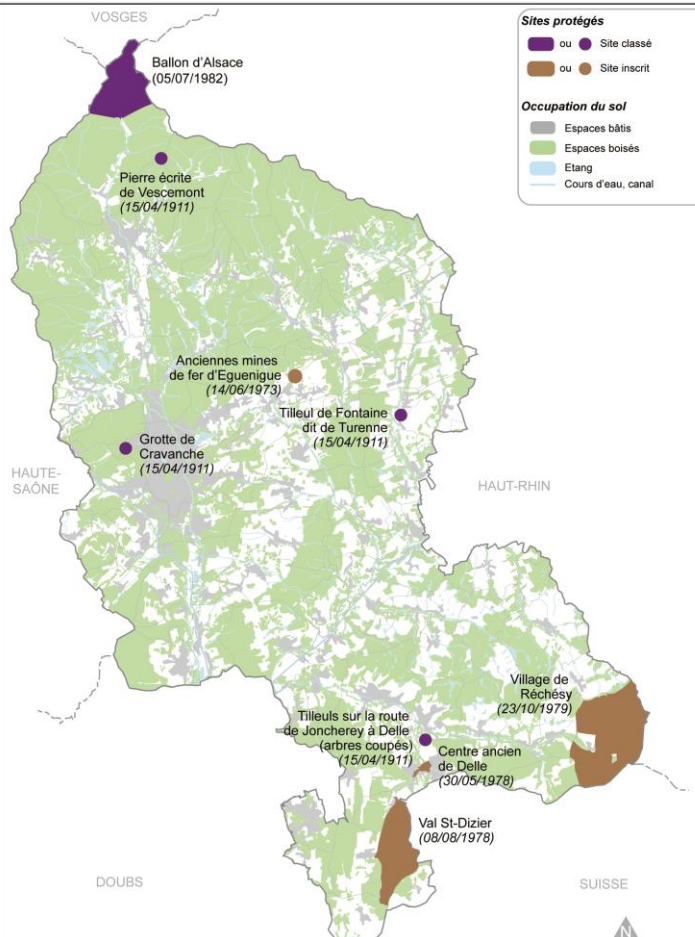 VOSGES
Ballon d'Alsace
(05/07/1982)
Pierre écrite
de Vescemont
(15/04/1911)
Anciennes mines
de fer d'Eguenigue
(14/06/1973)
Tilleul de Fontaine
dit de Turenne
(15/04/1911)
Grotte de
Cravanche
(15/04/1911)
HAUTE-
SAÔNE
HAUT-RHIN
Village de
Réchésy
(23/10/1979)
Tilleuls sur la route
de Joncherey à Delle
(arbres coupés)
(15/04/1911)
Centre ancien
de Delle
(30/05/1978)
Val St-Dizier
(08/08/1978)
DOUBS
SUISSE
N
Sites protégés
ou Site classé
ou Site inscrit
Occupation du sol
Espaces bâtis
Espaces boisés
Etang
Cours d'eau, canal